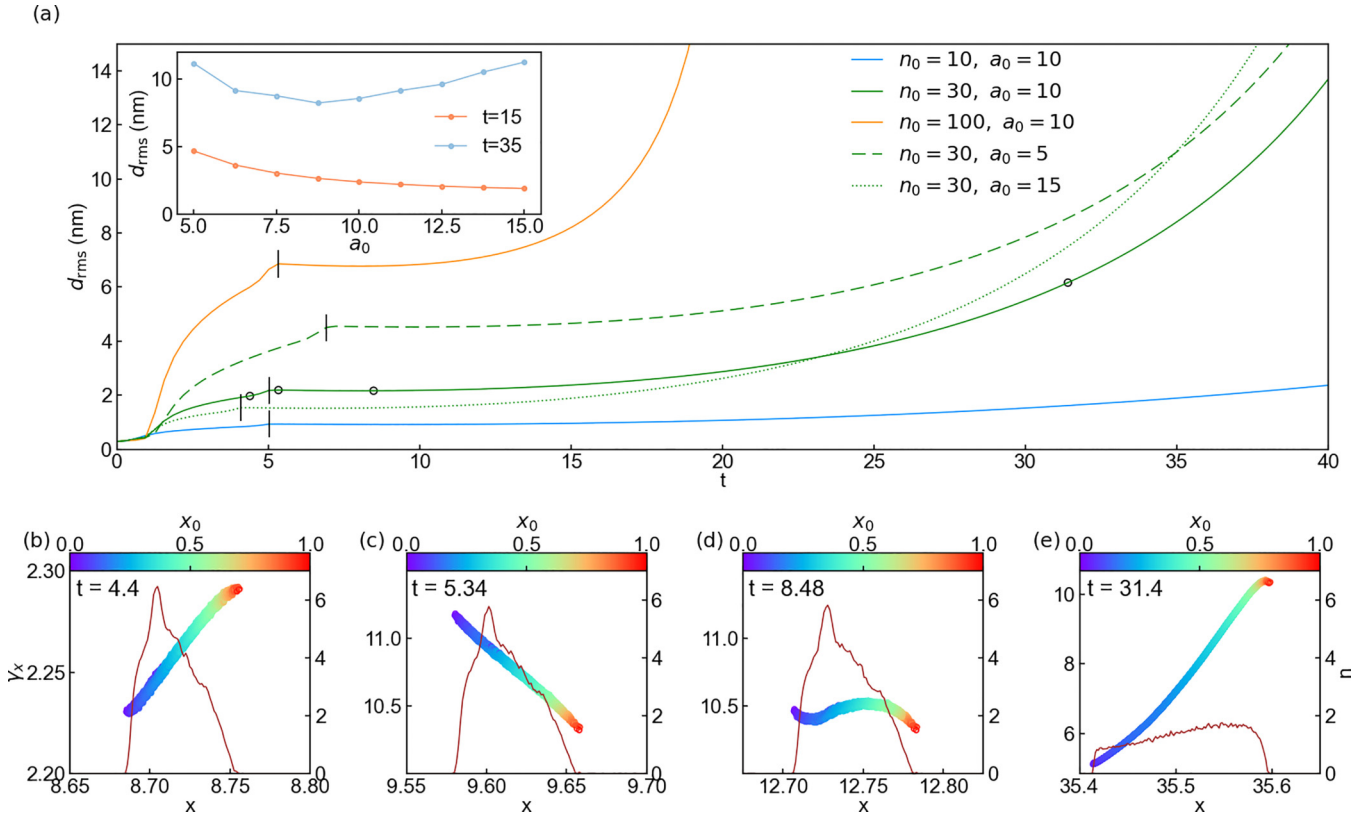 (a)
14
12
10
8
6
4
2
0
d_rms (nm)
0 5 10 15 20 25 30 35 40
t
10
5
0
d_rms (nm)
5.0 7.5 10.0 12.5 15.0
a_0
t=15
t=35
n_0 = 10, a_0 = 10
n_0 = 30, a_0 = 10
n_0 = 100, a_0 = 10
n_0 = 30, a_0 = 5
n_0 = 30, a_0 = 15
(b)
x_0
0.0 0.5 1.0
t = 4.4
2.30
2.25
2.20
γ_x
6
4
2
0
8.65 8.70 8.75 8.80
x
(c)
x_0
0.0 0.5 1.0
t = 5.34
11.0
10.5
6
4
2
0
9.55 9.60 9.65 9.70
x
(d)
x_0
0.0 0.5 1.0
t = 8.48
11.0
10.5
6
4
2
0
12.70 12.75 12.80
x
(e)
x_0
0.0 0.5 1.0
t = 31.4
10
8
6
6
4
2
0
n
35.4 35.5 35.6
x